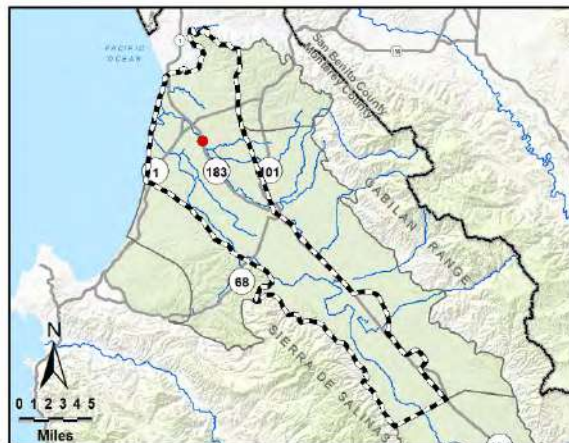 PACIFIC
OCEAN
1
San Benito County
Monterey County
1
183
101
GABILAN RANGE
68
SIERRA DE SALINAS
N
0 1 2 3 4 5
Miles